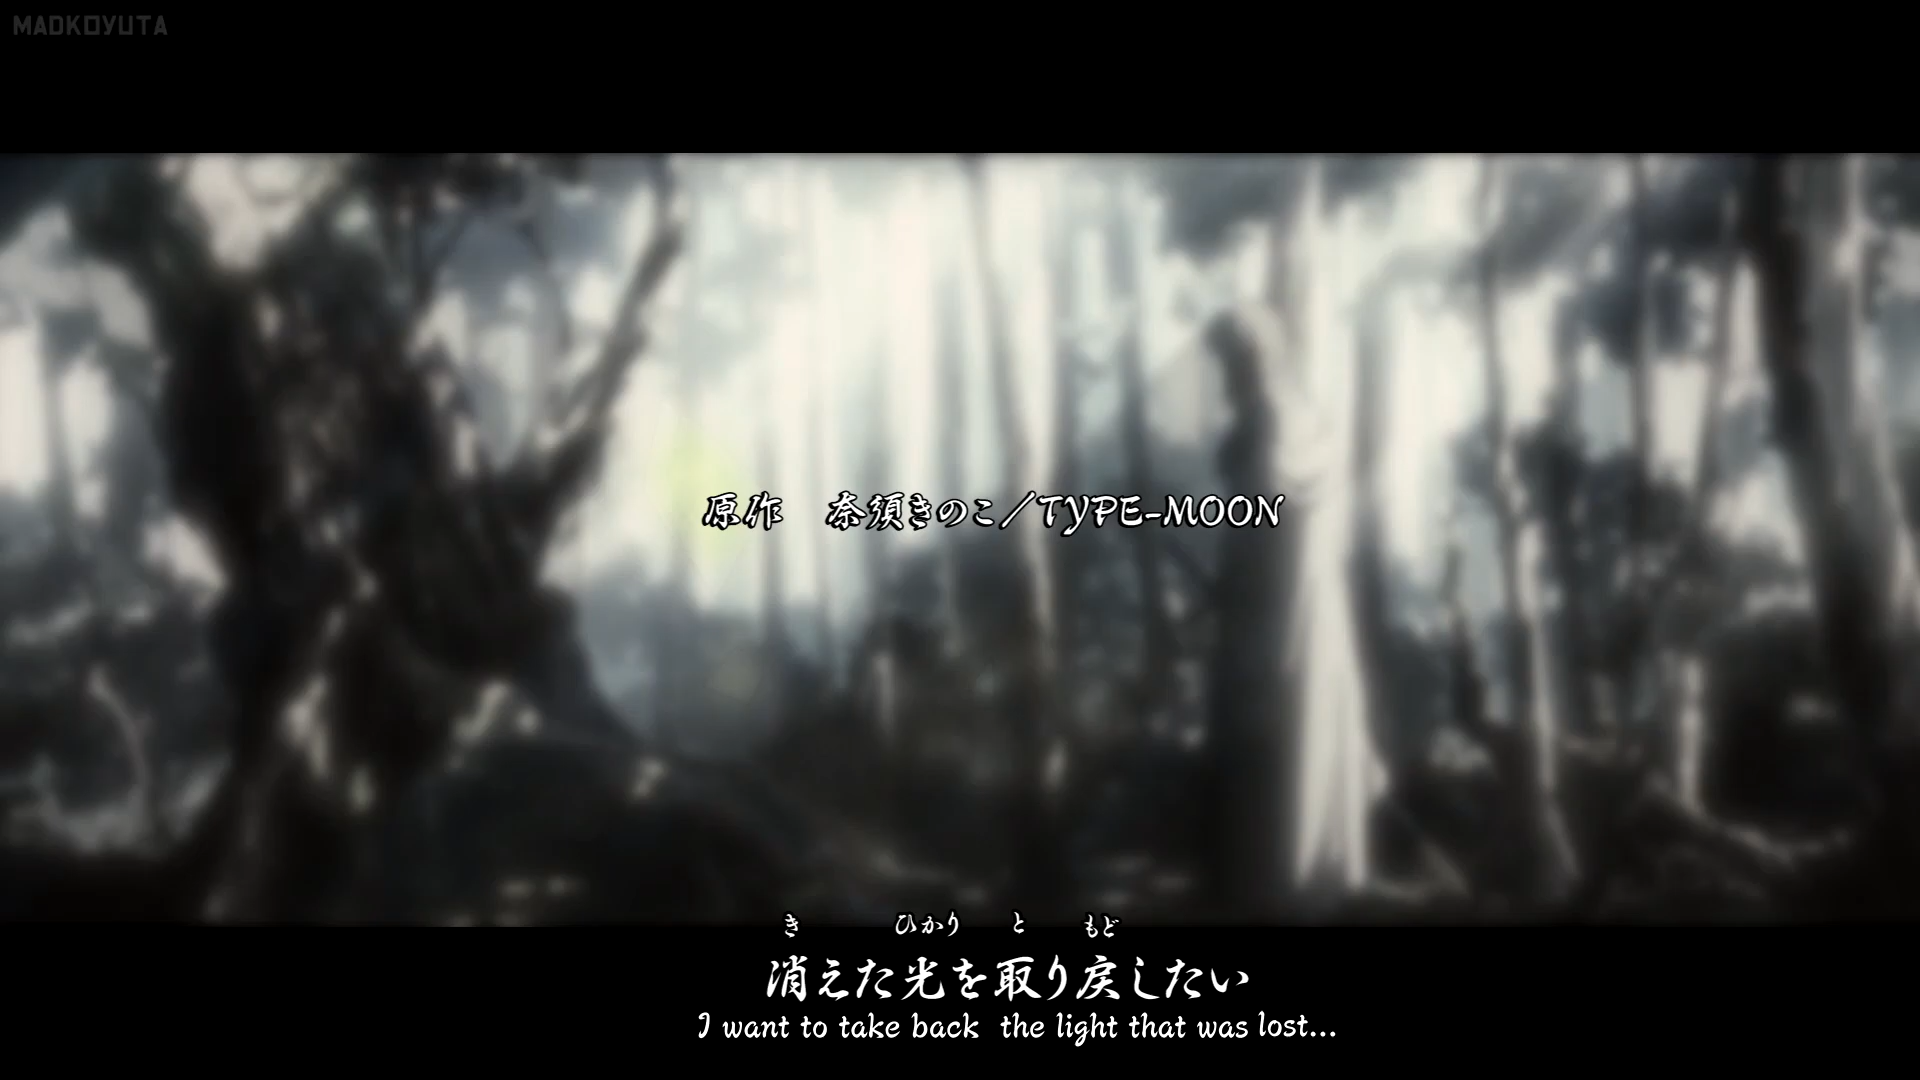 MADKOYUTA
原作　奈須きのこ／TYPE-MOON
き ひかり と もど
消えた光を取り戻したい
I want to take back the light that was lost...